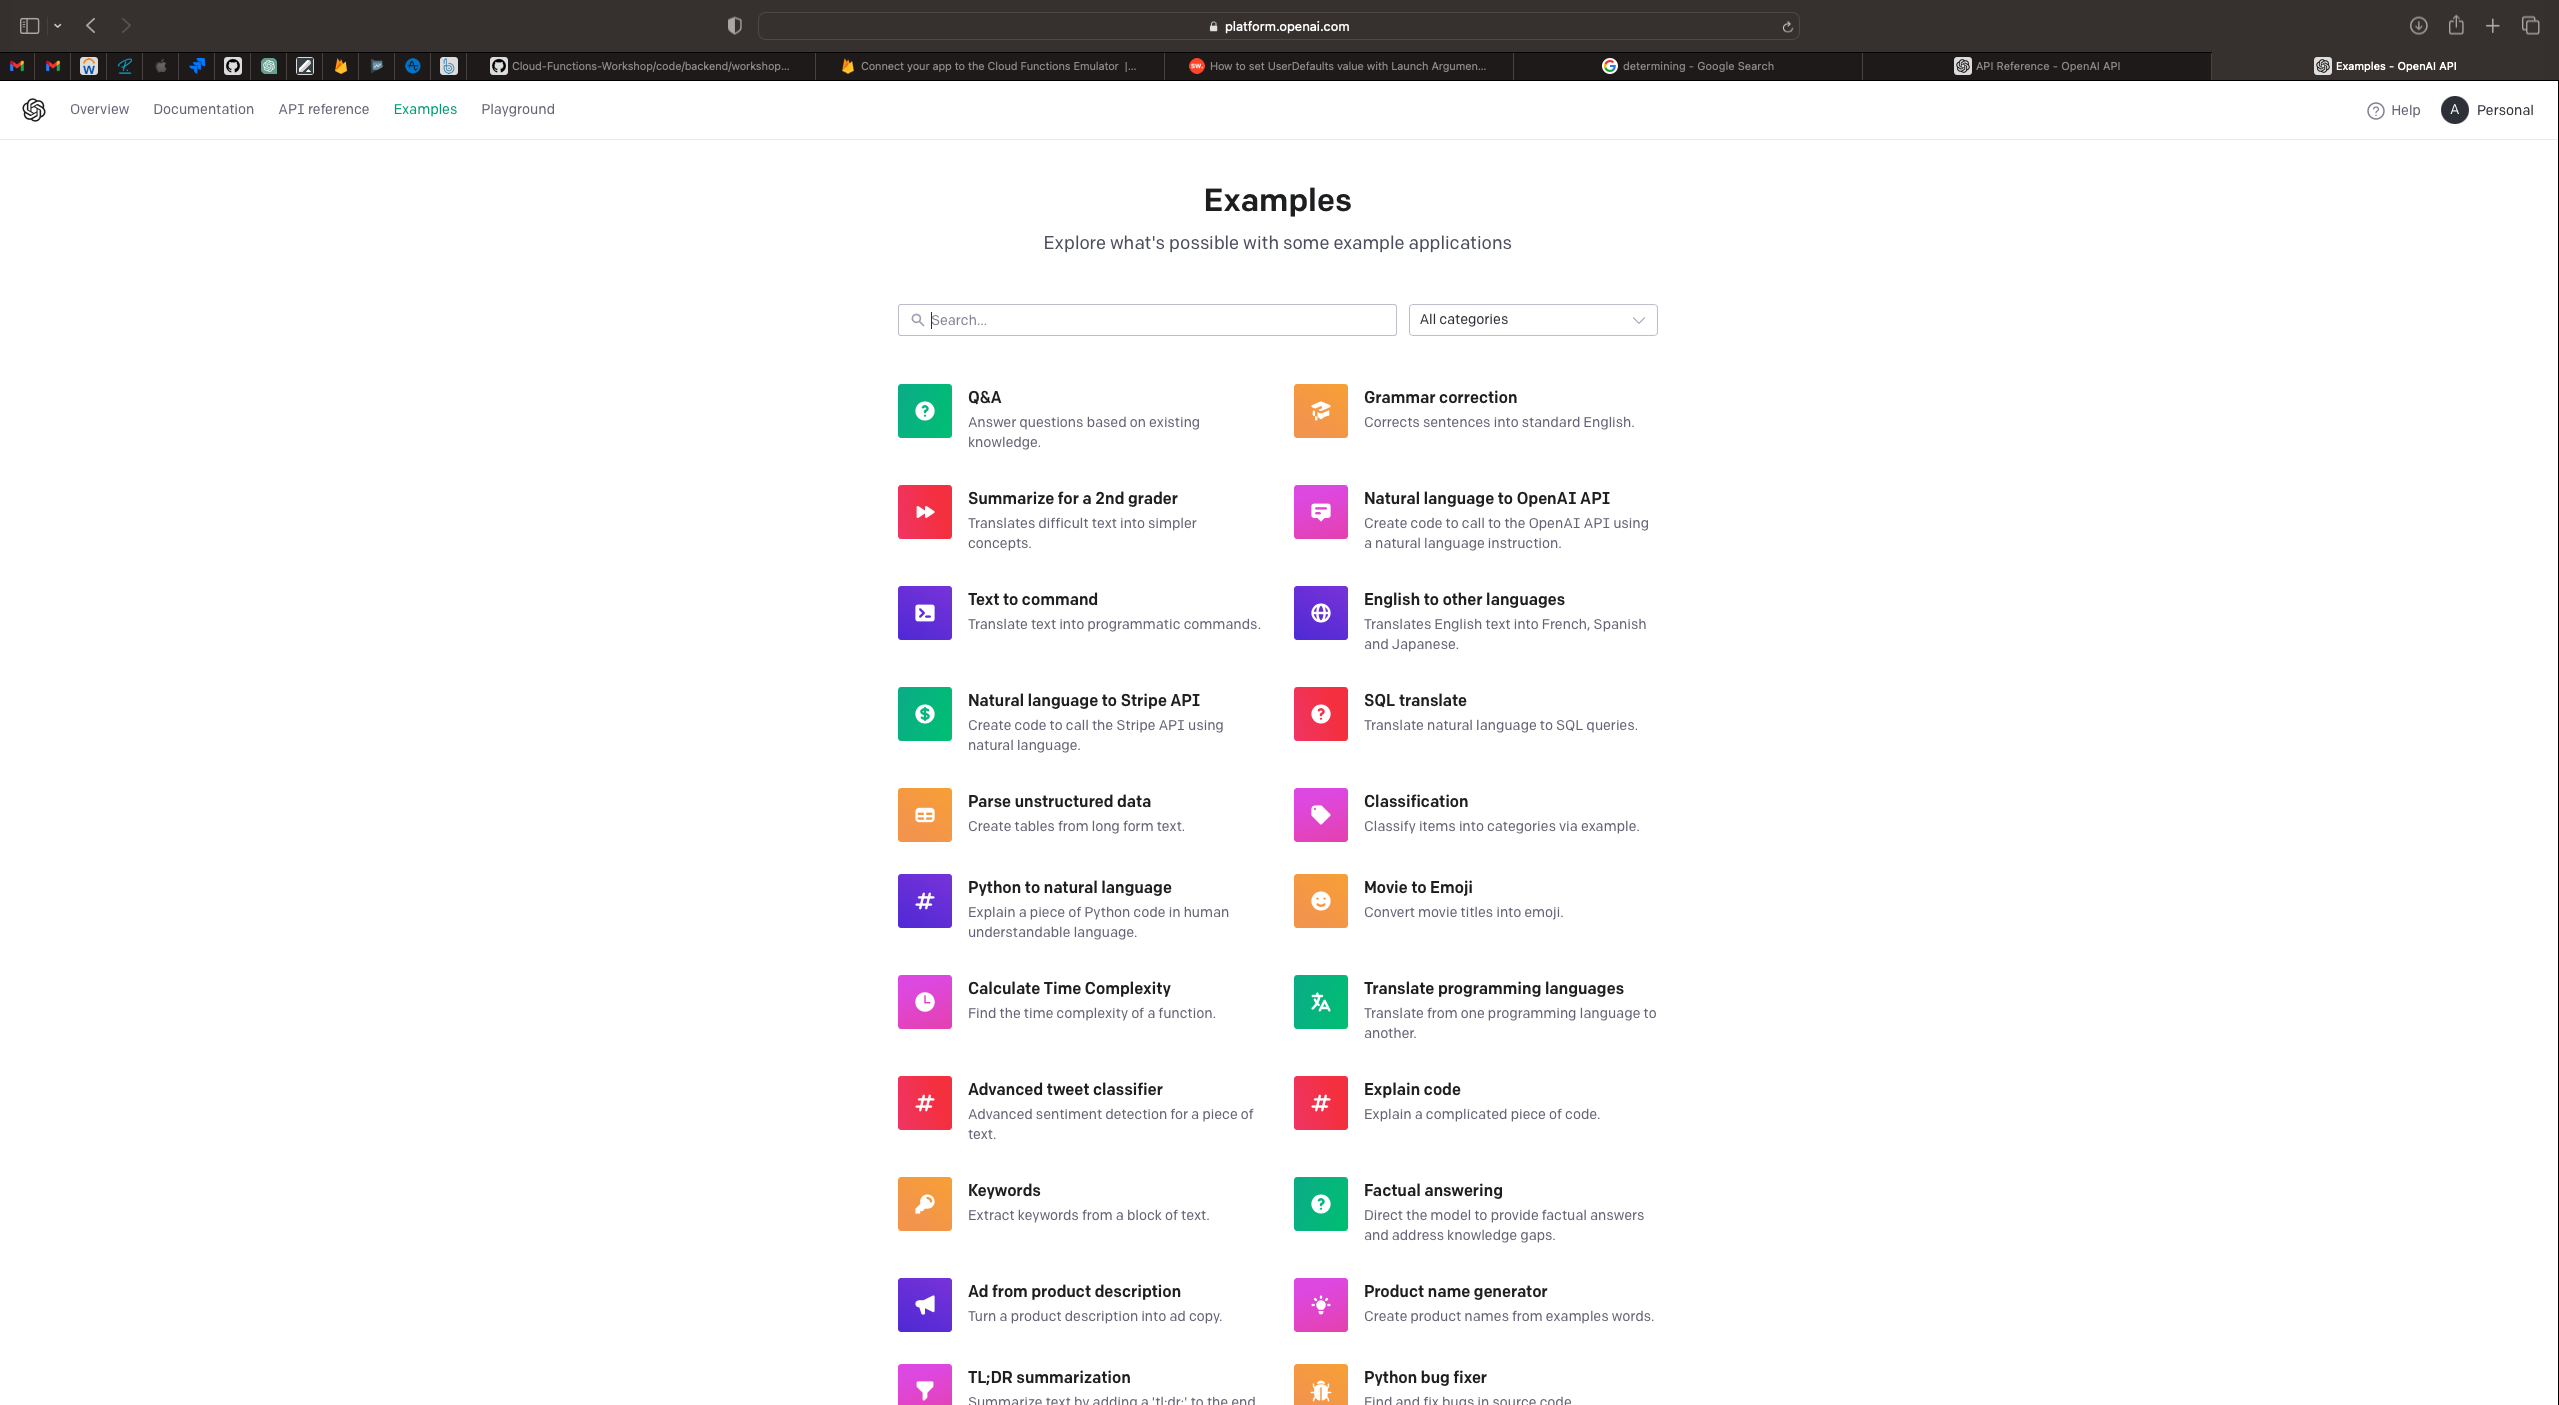 platform.openai.com
Cloud-Functions-Workshop/code/backend/workshop...
Connect your app to the Cloud Functions Emulator |...
How to set UserDefaults value with Launch Argumen...
determining - Google Search
API Reference - OpenAI API
Examples - OpenAI API
Overview
Documentation
API reference
Examples
Playground
Help
A
Personal
Examples
Explore what's possible with some example applications
Search...
All categories
Q&A
Answer questions based on existing
knowledge.
Grammar correction
Corrects sentences into standard English.
Summarize for a 2nd grader
Translates difficult text into simpler
concepts.
Natural language to OpenAI API
Create code to call to the OpenAI API using
a natural language instruction.
Text to command
Translate text into programmatic commands.
English to other languages
Translates English text into French, Spanish
and Japanese.
Natural language to Stripe API
Create code to call the Stripe API using
natural language.
SQL translate
Translate natural language to SQL queries.
Parse unstructured data
Create tables from long form text.
Classification
Classify items into categories via example.
Python to natural language
Explain a piece of Python code in human
understandable language.
Movie to Emoji
Convert movie titles into emoji.
Calculate Time Complexity
Find the time complexity of a function.
Translate programming languages
Translate from one programming language to
another.
Advanced tweet classifier
Advanced sentiment detection for a piece of
text.
Explain code
Explain a complicated piece of code.
Keywords
Extract keywords from a block of text.
Factual answering
Direct the model to provide factual answers
and address knowledge gaps.
Ad from product description
Turn a product description into ad copy.
Product name generator
Create product names from examples words.
TL;DR summarization
Summarize text by adding a 'tl;dr:' to the end
Python bug fixer
Find and fix bugs in source code